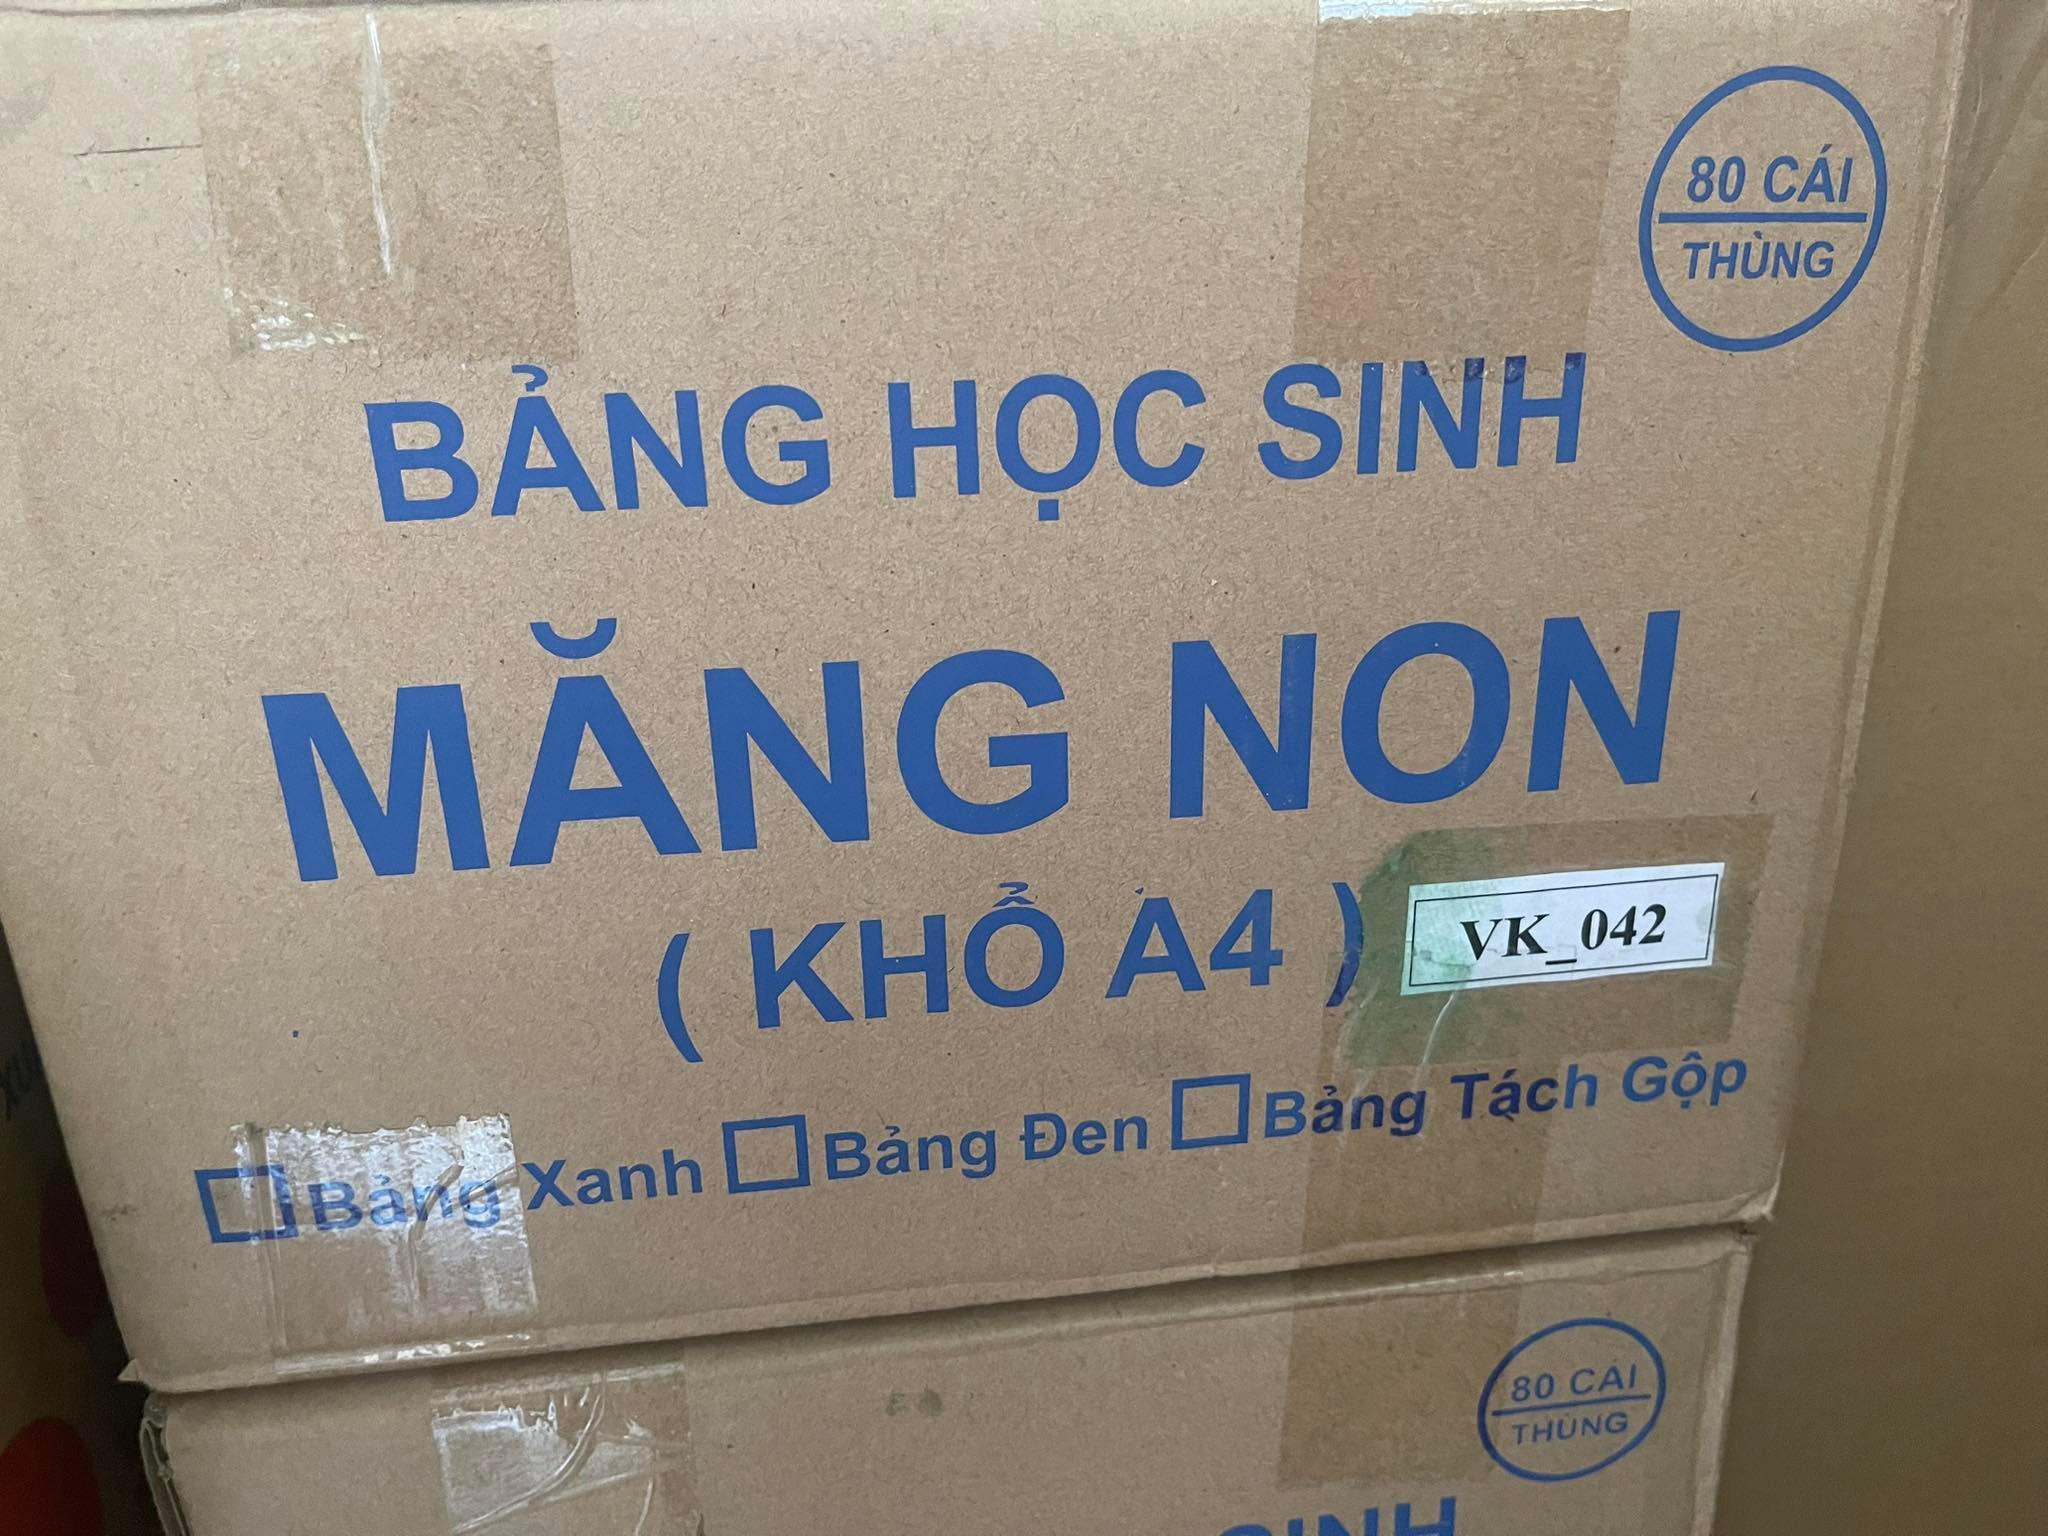 80 CÁI
THÙNG
BẢNG HỌC SINH
MĂNG NON
( KHỔ A4 )
VK_042
Bảng Xanh Bảng Đen Bảng Tách Gộp
80 CÁI
THÙNG
SINH